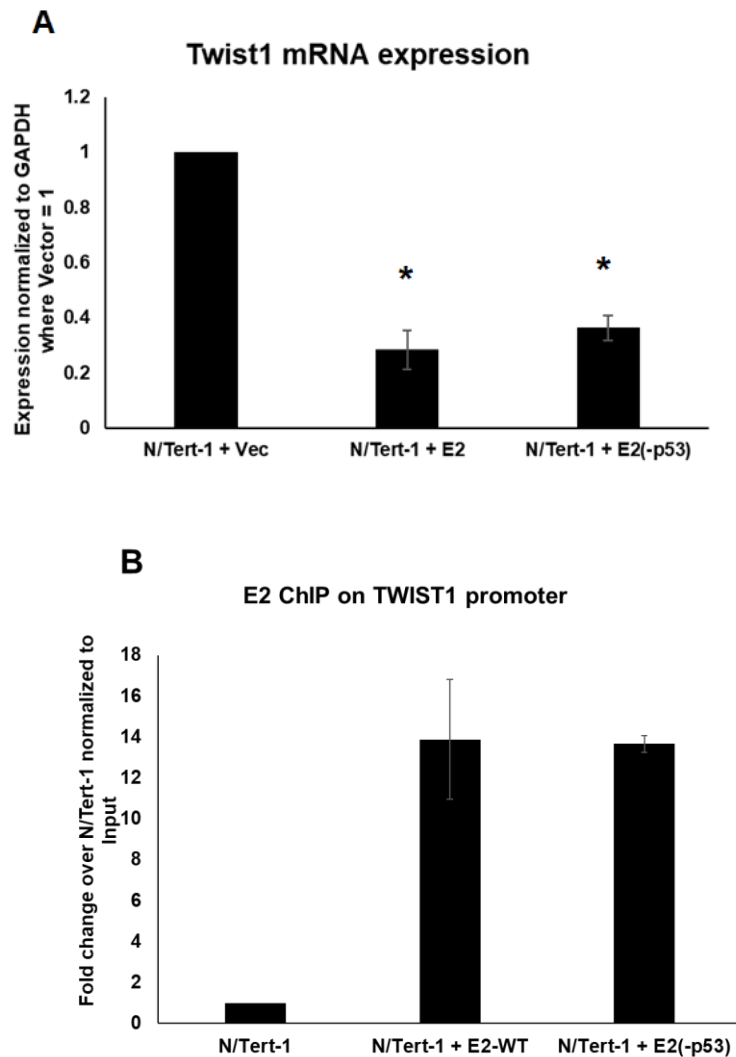 A
Twist1 mRNA expression
Expression normalized to GAPDH
where Vector = 1
1.2
1
0.8
0.6
0.4
0.2
0
*
*
N/Tert-1 + Vec
N/Tert-1 + E2
N/Tert-1 + E2(-p53)
B
E2 ChIP on TWIST1 promoter
Fold change over N/Tert-1 normalized to
Input
18
16
14
12
10
8
6
4
2
0
N/Tert-1
N/Tert-1 + E2-WT
N/Tert-1 + E2(-p53)